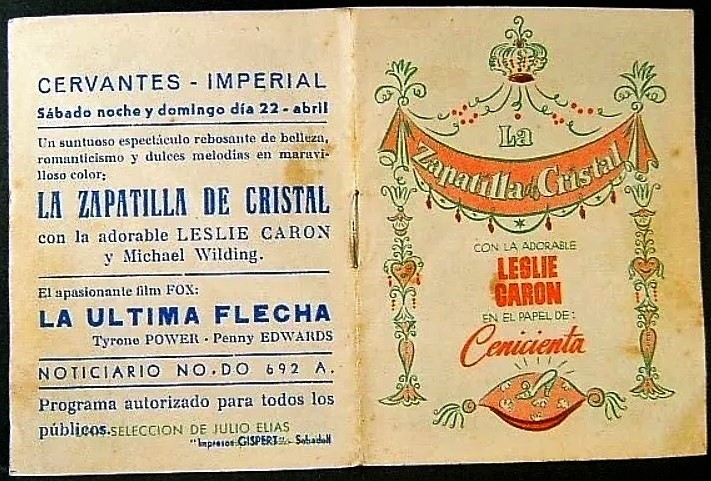 CERVANTES - IMPERIAL
Sábado noche y domingo día 22 - abril
Un suntuoso espectáculo rebosante de belleza,
romanticismo y dulces melodías en maravi-
lloso color:
LA ZAPATILLA DE CRISTAL
con la adorable LESLIE CARON
y Michael Wilding.
El apasionante film FOX:
LA ULTIMA FLECHA
Tyrone POWER - Penny EDWARDS
NOTICIARIO NO-DO 692 A.
Programa autorizado para todos los
públicos.
SELECCION DE JULIO ELIAS
"Impresos GISPERT" - Sabadell
La
Zapatilla de Cristal
CON LA ADORABLE
LESLIE
CARON
EN EL PAPEL DE:
Cenicienta